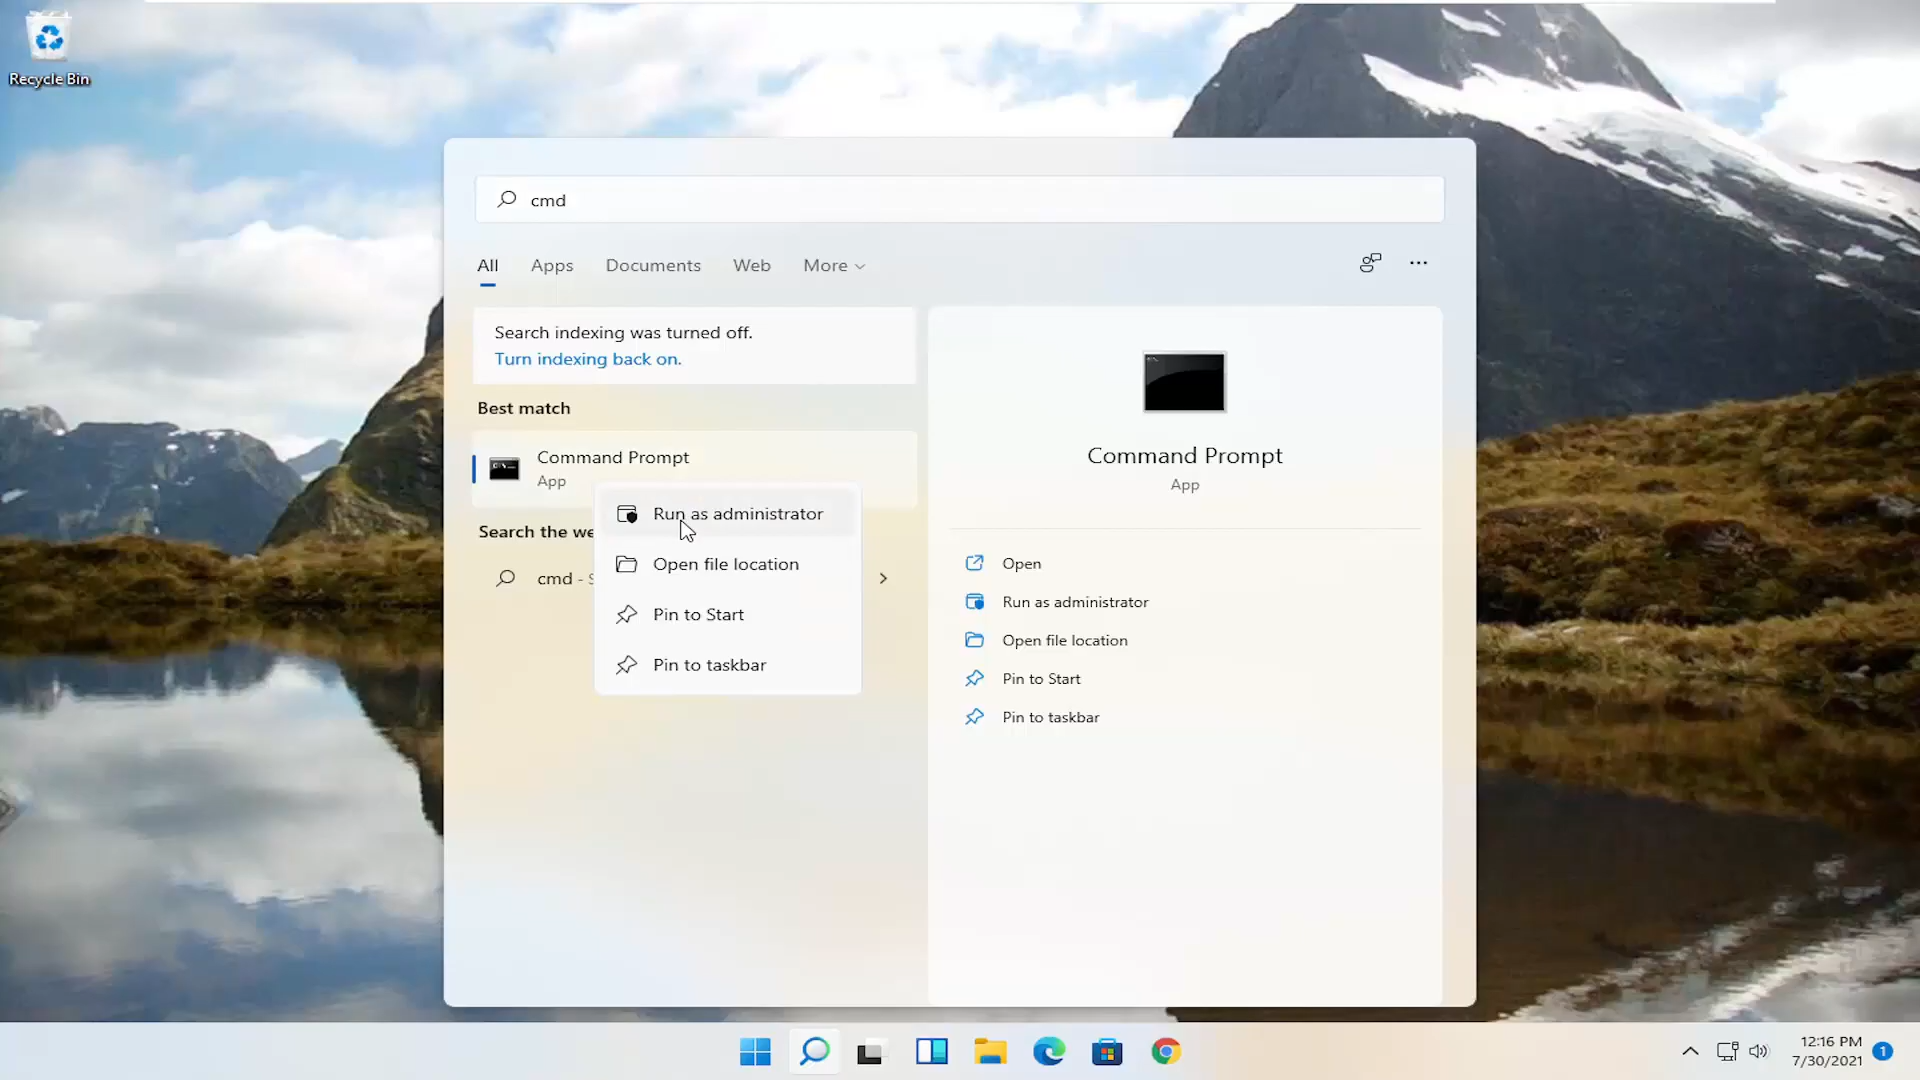 Recycle Bin
cmd
All Apps Documents Web More
Search indexing was turned off.
Turn indexing back on.
Best match
Command Prompt
App
Run as administrator
Open file location
Pin to Start
Pin to taskbar
Search the we
cmd - S
Command Prompt
App
Open
Run as administrator
Open file location
Pin to Start
Pin to taskbar
12:16 PM
7/30/2021
1